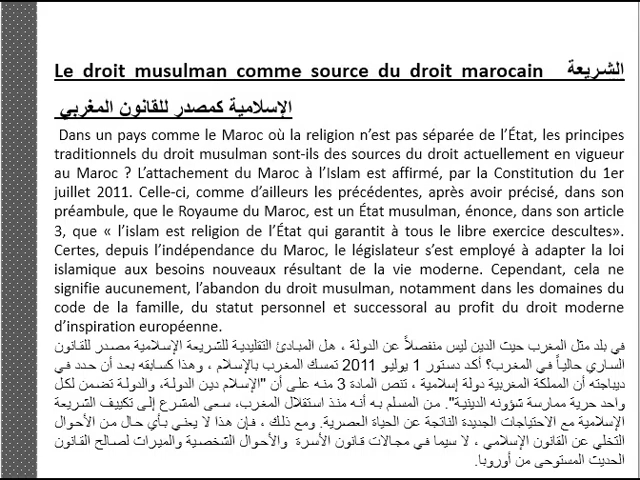 Le droit musulman comme source du droit marocain الشريعة
الإسلامية كمصدر للقانون المغربي
Dans un pays comme le Maroc où la religion n’est pas séparée de l’État, les principes
traditionnels du droit musulman sont-ils des sources du droit actuellement en vigueur
au Maroc ? L’attachement du Maroc à l’Islam est affirmé, par la Constitution du 1er
juillet 2011. Celle-ci, comme d’ailleurs les précédentes, après avoir précisé, dans son
préambule, que le Royaume du Maroc, est un État musulman, énonce, dans son article
3, que « l’islam est religion de l’État qui garantit à tous le libre exercice descultes».
Certes, depuis l’indépendance du Maroc, le législateur s’est employé à adapter la loi
islamique aux besoins nouveaux résultant de la vie moderne. Cependant, cela ne
signifie aucunement, l’abandon du droit musulman, notamment dans les domaines du
code de la famille, du statut personnel et successoral au profit du droit moderne
d’inspiration européenne.
في بلد مثل المغرب حيث الدين ليس منفصلاً عن الدولة ، هل المبادئ التقليدية للشريعة الإسلامية مصدر للقانون
الساري حالياً في المغرب؟ أكد دستور 1 يوليو 2011 تمسك المغرب بالإسلام ، وهذا كسابقه بعد أن حدد في
ديباجته أن المملكة المغربية دولة إسلامية ، تنص المادة 3 منه على أن "الإسلام دين الدولة، والدولة تضمن لكل
واحد حرية ممارسة شؤونه الدينية". من المسلم به أنه منذ استقلال المغرب، سعى المشرع إلى تكييف الشريعة
الإسلامية مع الاحتياجات الجديدة الناتجة عن الحياة العصرية. ومع ذلك ، فإن هذا لا يعني بأي حال من الأحوال
التخلي عن القانون الإسلامي ، لا سيما في مجالات قانون الأسرة والأحوال الشخصية والميراث لصالح القانون
الحديث المستوحى من أوروبا.